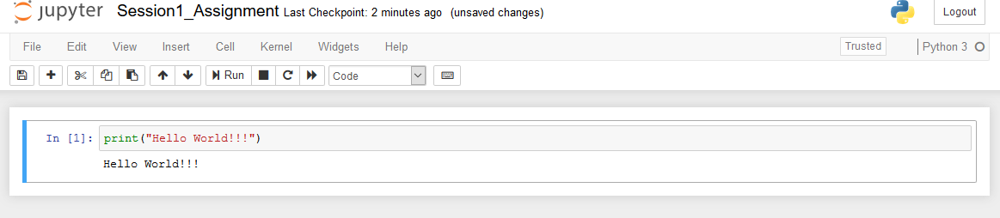 jupyter Session1_Assignment Last Checkpoint: 2 minutes ago (unsaved changes) Logout
File Edit View Insert Cell Kernel Widgets Help Trusted Python 3
Run Code
In [1]: print("Hello World!!!")
Hello World!!!